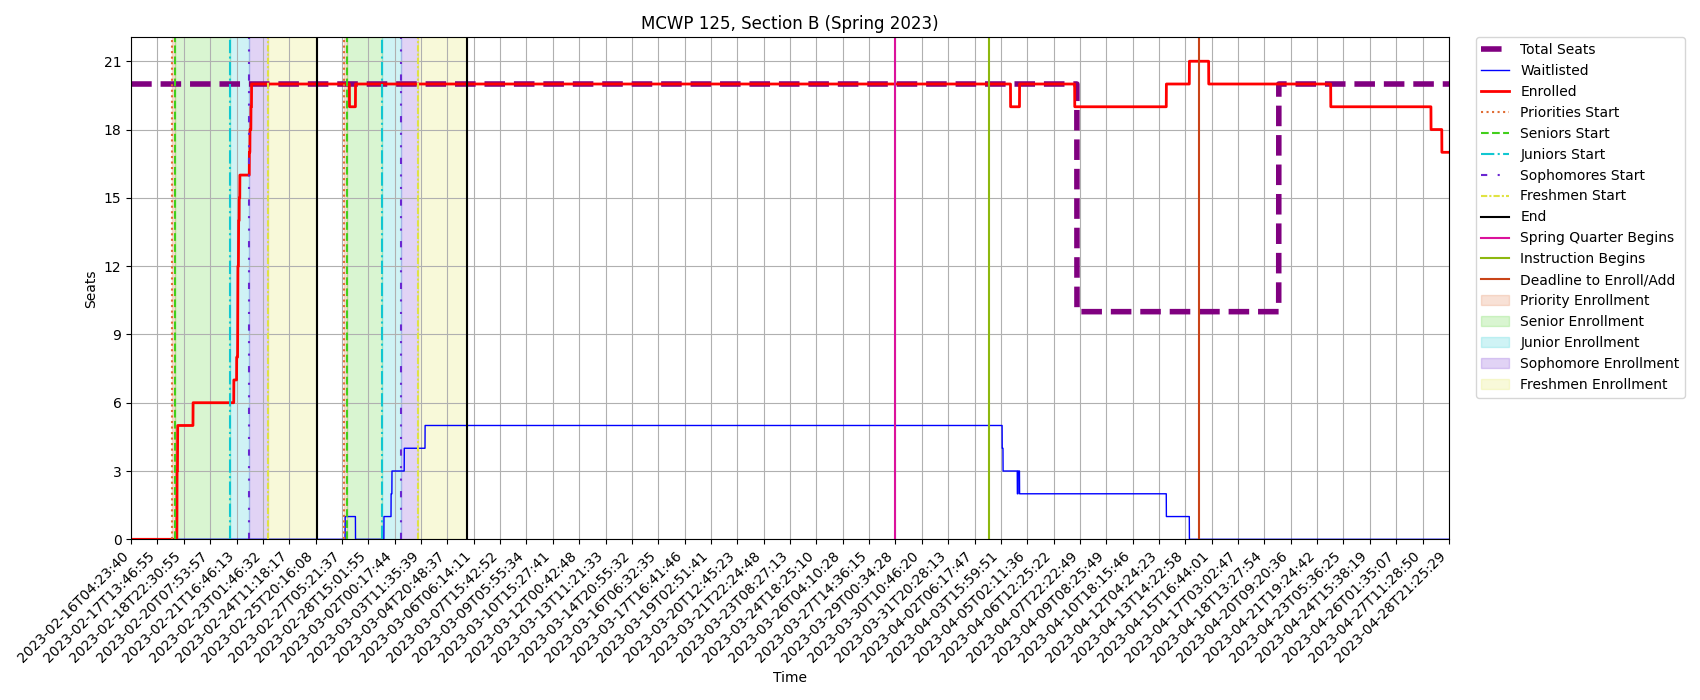 MCWP 125, Section B (Spring 2023)
Seats
21
18
15
12
9
6
3
0
2023-02-16T04:23:40
2023-02-17T13:46:55
2023-02-18T22:30:55
2023-02-20T07:53:57
2023-02-21T16:46:13
2023-02-23T01:46:32
2023-02-24T11:18:17
2023-02-25T20:16:08
2023-02-27T05:21:37
2023-02-28T15:01:55
2023-03-02T00:17:44
2023-03-03T11:35:39
2023-03-04T20:48:37
2023-03-06T06:14:11
2023-03-07T15:42:52
2023-03-09T05:55:34
2023-03-10T15:27:41
2023-03-12T00:42:48
2023-03-13T11:21:33
2023-03-14T20:55:32
2023-03-16T06:32:35
2023-03-17T16:41:46
2023-03-19T02:51:41
2023-03-20T12:45:23
2023-03-21T22:24:48
2023-03-23T08:27:13
2023-03-24T18:25:10
2023-03-26T04:10:28
2023-03-27T14:36:15
2023-03-29T00:34:28
2023-03-30T10:46:20
2023-03-31T20:28:13
2023-04-02T06:17:47
2023-04-03T15:59:51
2023-04-05T02:11:36
2023-04-06T12:25:22
2023-04-07T22:22:49
2023-04-09T08:25:49
2023-04-10T18:15:46
2023-04-12T04:24:23
2023-04-13T14:22:58
2023-04-15T16:44:01
2023-04-17T03:02:47
2023-04-18T13:27:54
2023-04-20T09:20:36
2023-04-21T19:24:42
2023-04-23T05:36:25
2023-04-24T15:38:19
2023-04-26T01:35:07
2023-04-27T11:28:50
2023-04-28T21:25:29
Time
Total Seats
Waitlisted
Enrolled
Priorities Start
Seniors Start
Juniors Start
Sophomores Start
Freshmen Start
End
Spring Quarter Begins
Instruction Begins
Deadline to Enroll/Add
Priority Enrollment
Senior Enrollment
Junior Enrollment
Sophomore Enrollment
Freshmen Enrollment